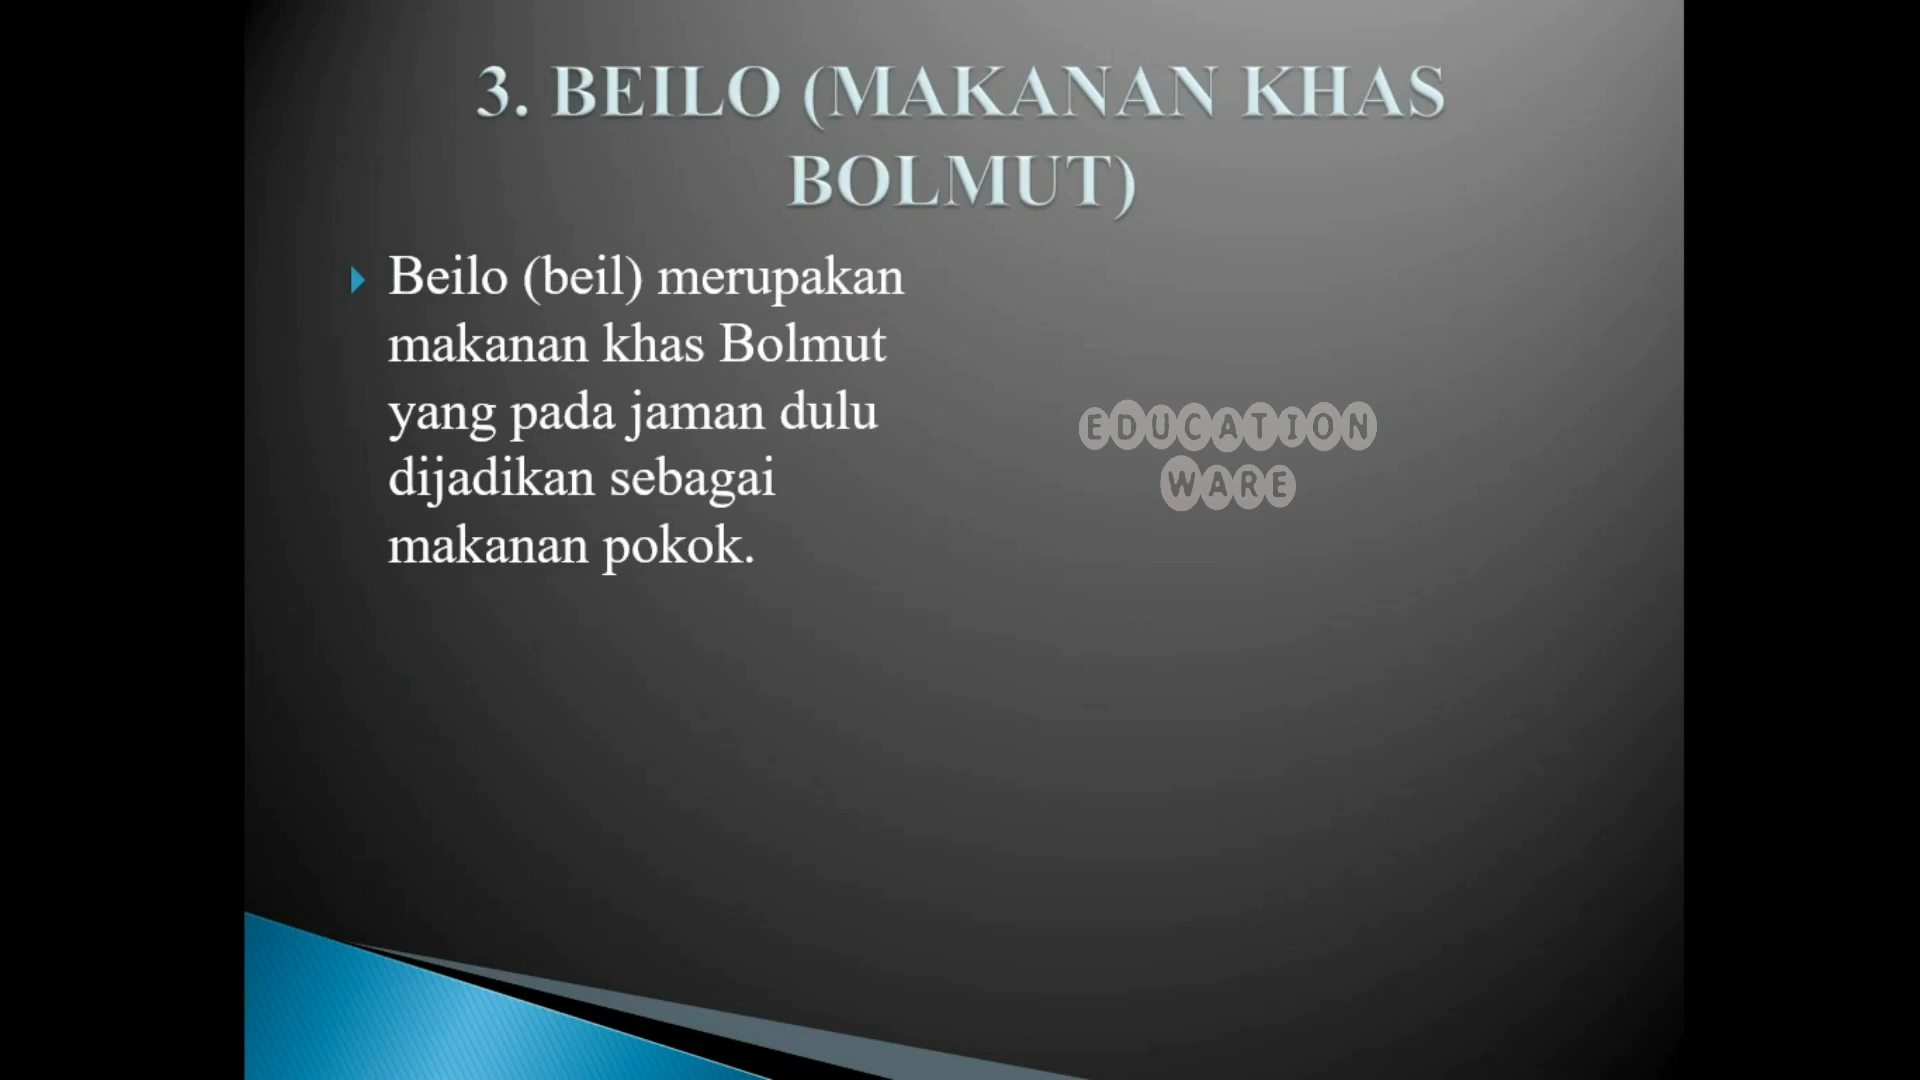 3. BEILO (MAKANAN KHAS
BOLMUT)
Beilo (beil) merupakan
makanan khas Bolmut
yang pada jaman dulu
dijadikan sebagai
makanan pokok.
EDUCATION
WARE